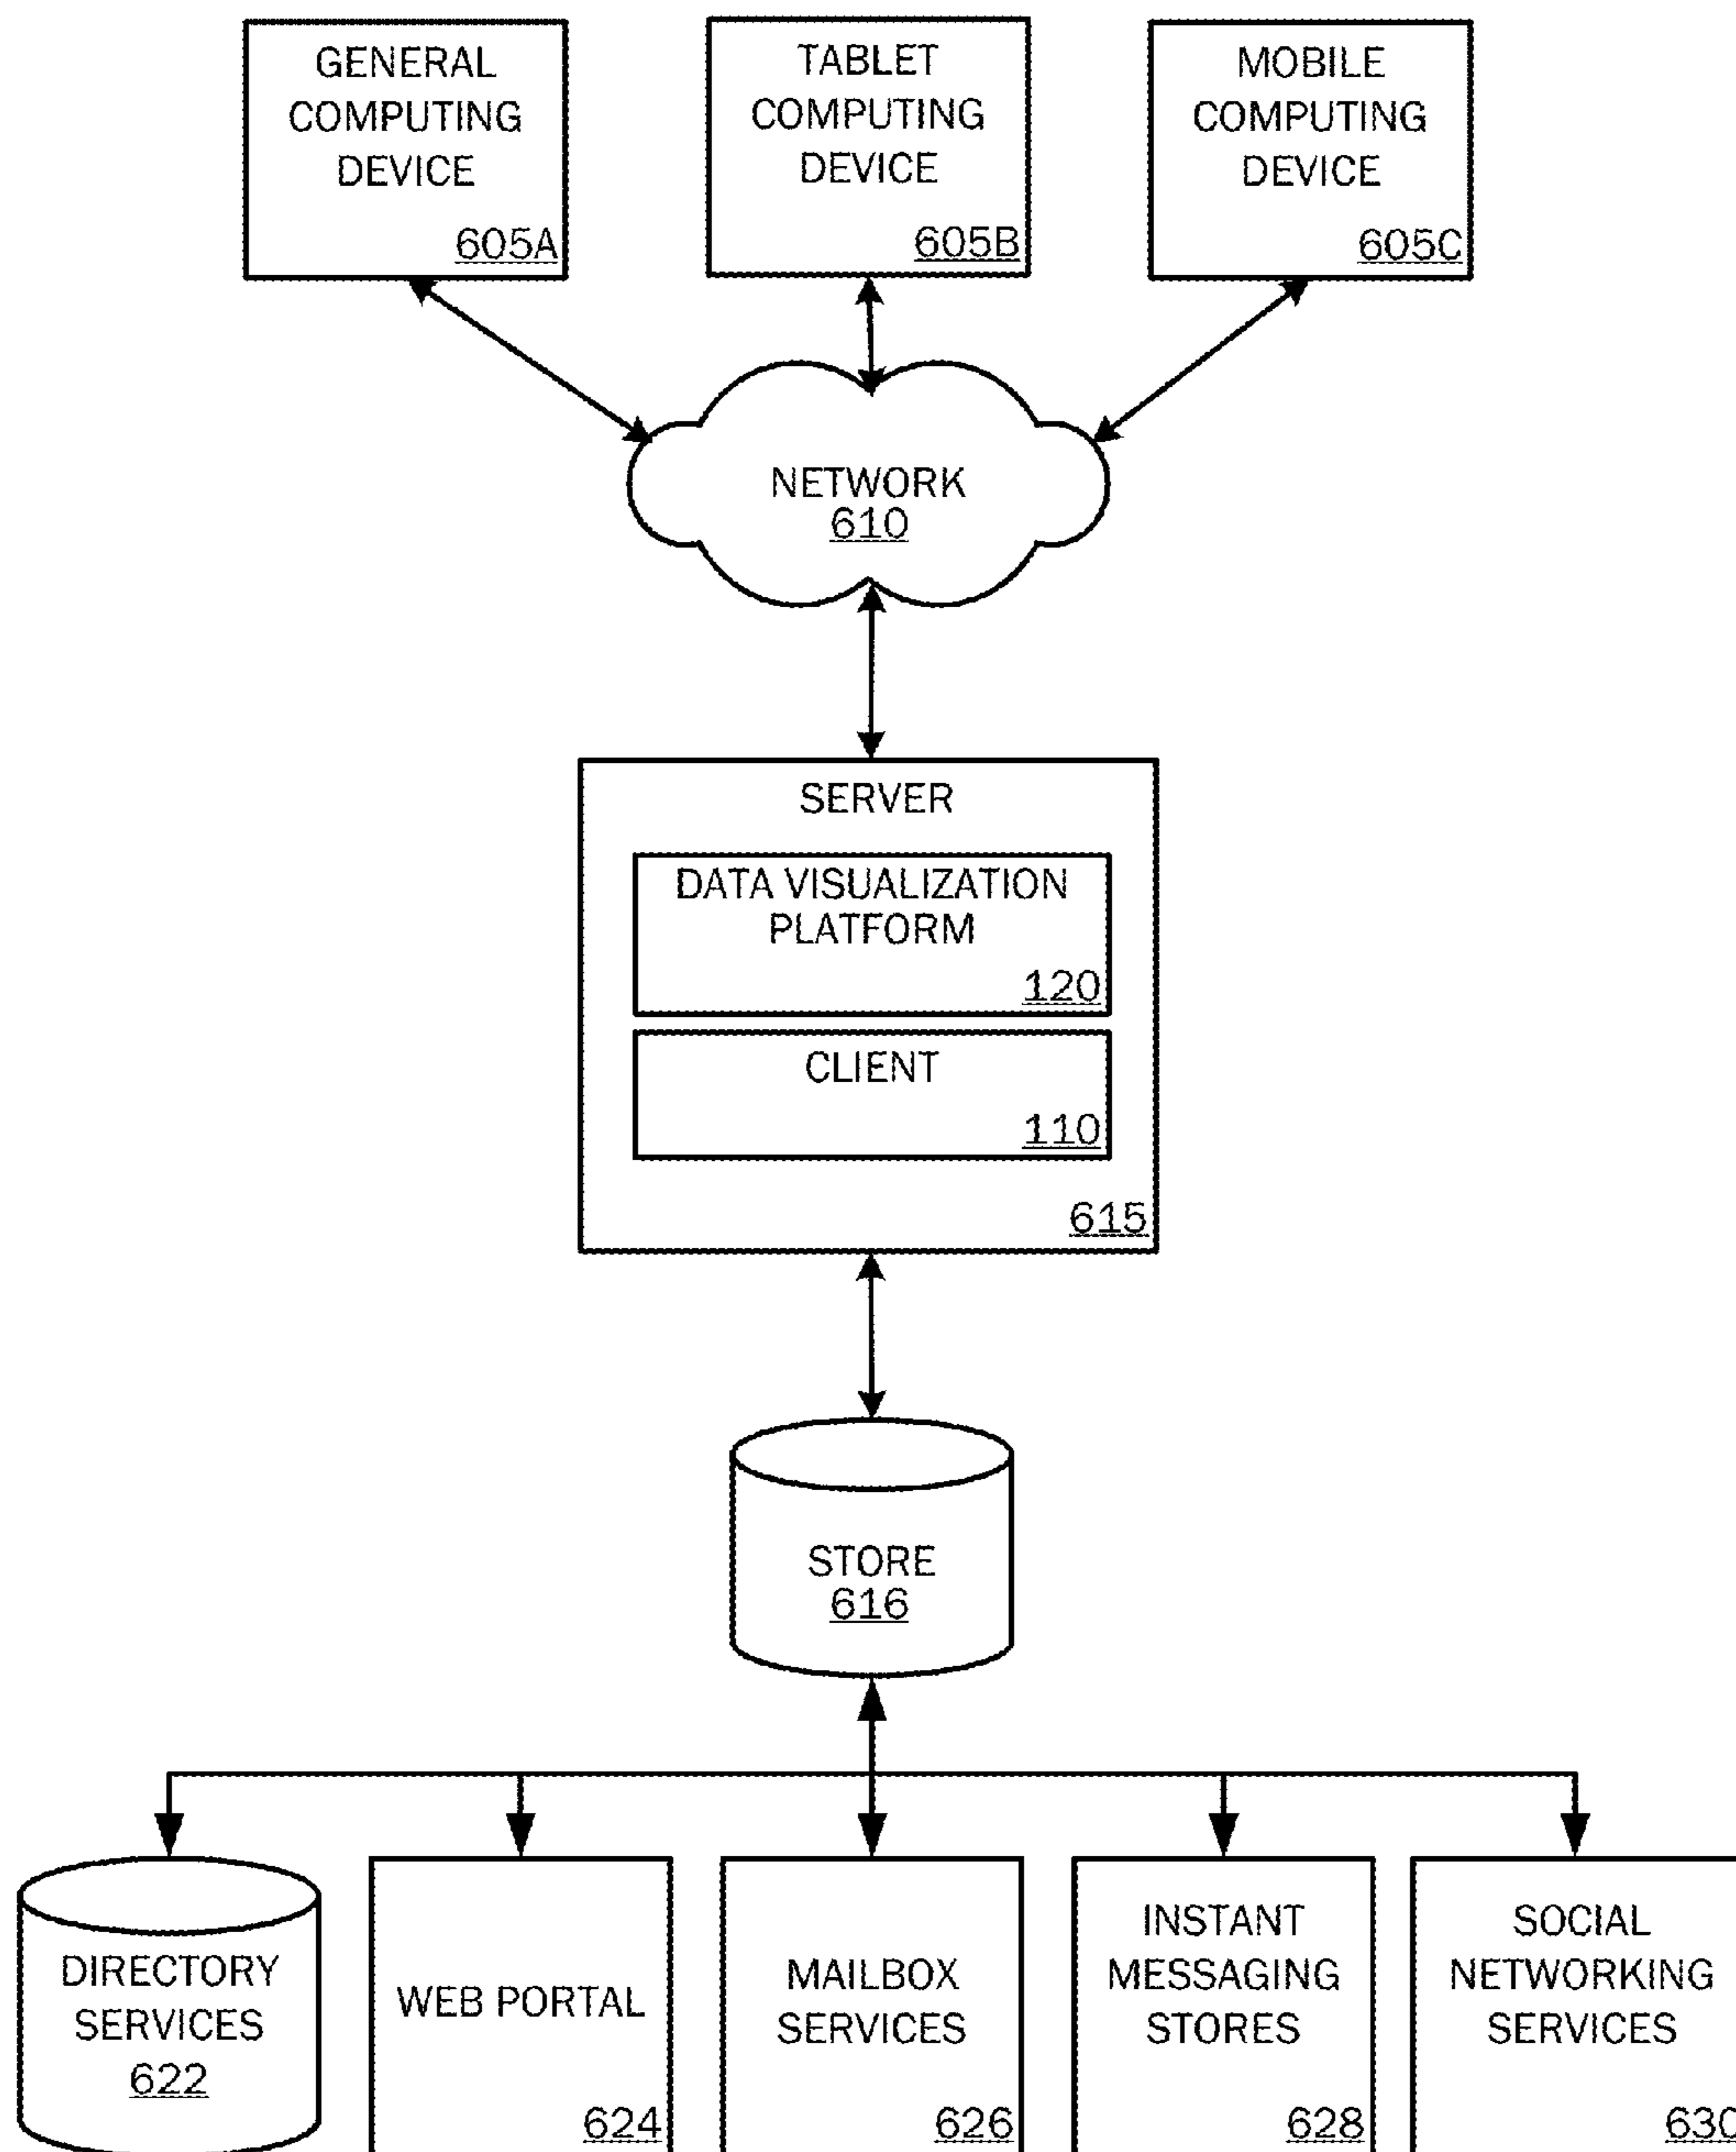 GENERAL
COMPUTING
DEVICE
605A
TABLET
COMPUTING
DEVICE
605B
MOBILE
COMPUTING
DEVICE
605C
NETWORK
610
SERVER
DATA VISUALIZATION
PLATFORM
120
CLIENT
110
615
STORE
616
DIRECTORY
SERVICES
622
WEB PORTAL
624
MAILBOX
SERVICES
626
INSTANT
MESSAGING
STORES
628
SOCIAL
NETWORKING
SERVICES
630